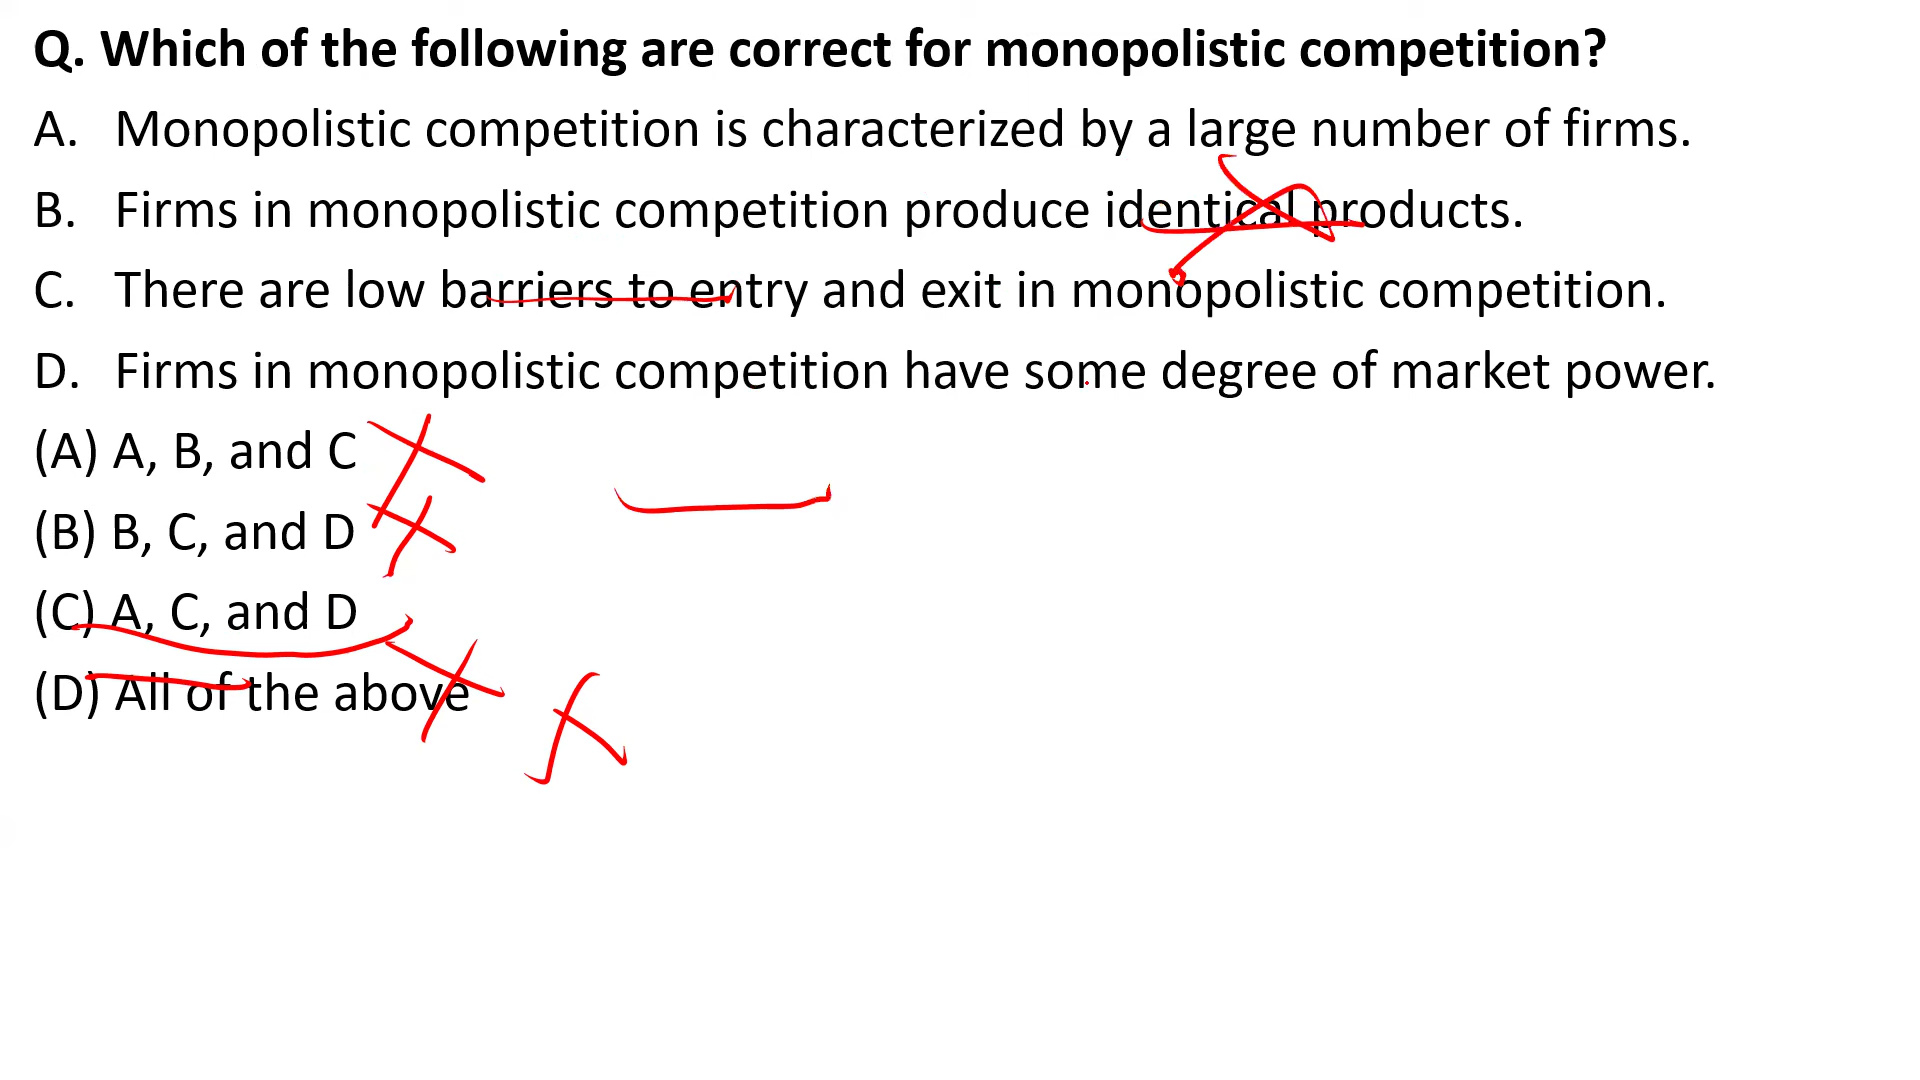 Q. Which of the following are correct for monopolistic competition?
A. Monopolistic competition is characterized by a large number of firms.
B. Firms in monopolistic competition produce identical products.
C. There are low barriers to entry and exit in monopolistic competition.
D. Firms in monopolistic competition have some degree of market power.
(A) A, B, and C
(B) B, C, and D
(C) A, C, and D
(D) All of the above